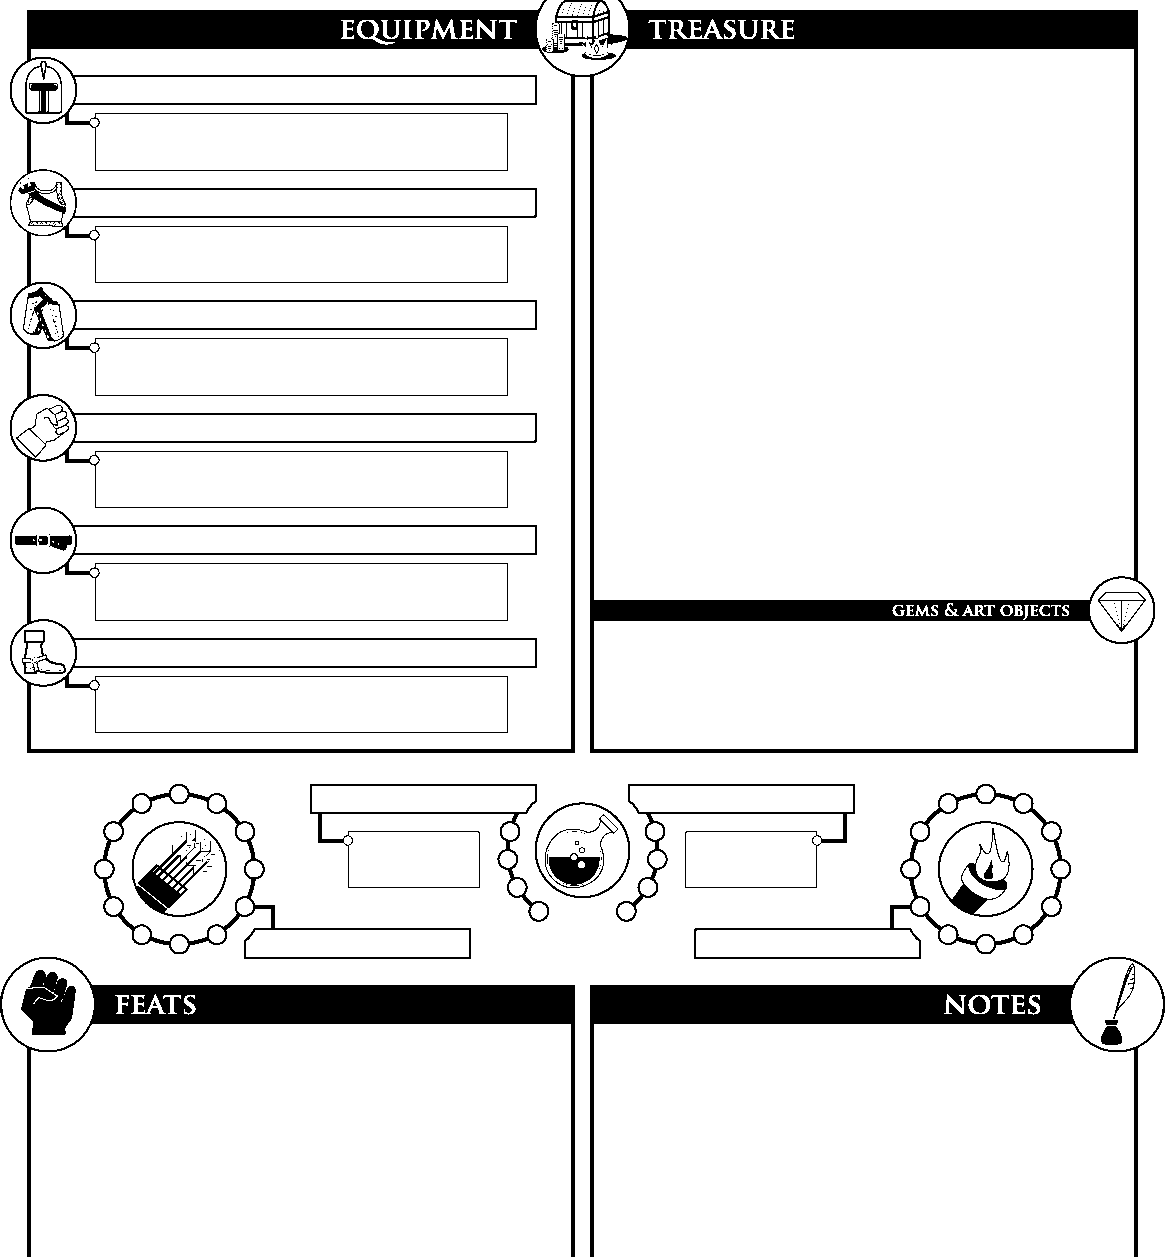 EQUIPMENT
TREASURE
GEMS & ART OBJECTS
FEATS
NOTES